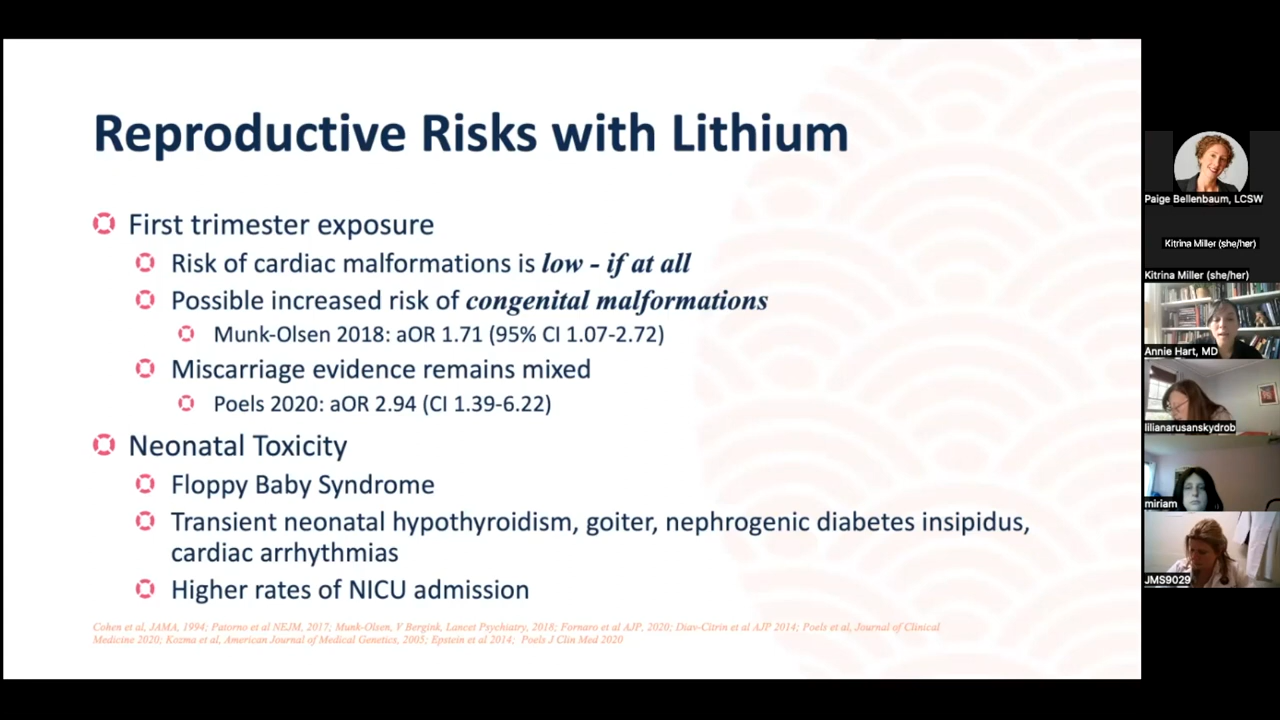 Reproductive Risks with Lithium
First trimester exposure
Risk of cardiac malformations is low - if at all
Possible increased risk of congenital malformations
Munk-Olsen 2018: aOR 1.71 (95% CI 1.07-2.72)
Miscarriage evidence remains mixed
Poels 2020: aOR 2.94 (CI 1.39-6.22)
Neonatal Toxicity
Floppy Baby Syndrome
Transient neonatal hypothyroidism, goiter, nephrogenic diabetes insipidus,
cardiac arrhythmias
Higher rates of NICU admission
Cohen et al, JAMA, 1994; Patorno et al NEJM, 2017; Munk-Olsen, V Bergink, Lancet Psychiatry, 2018; Fornaro et al AJP, 2020; Diav-Citrin et al AJP 2014; Poels et al, Journal of Clinical
Medicine 2020; Kozma et al, American Journal of Medical Genetics, 2005; Epstein et al 2014; Poels J Clin Med 2020
Paige Bellenbaum, LCSW
Kitrina Miller (she/her)
Kitrina Miller (she/her)
Annie Hart, MD
lilianarusanskydrob
miriam
JMS9029